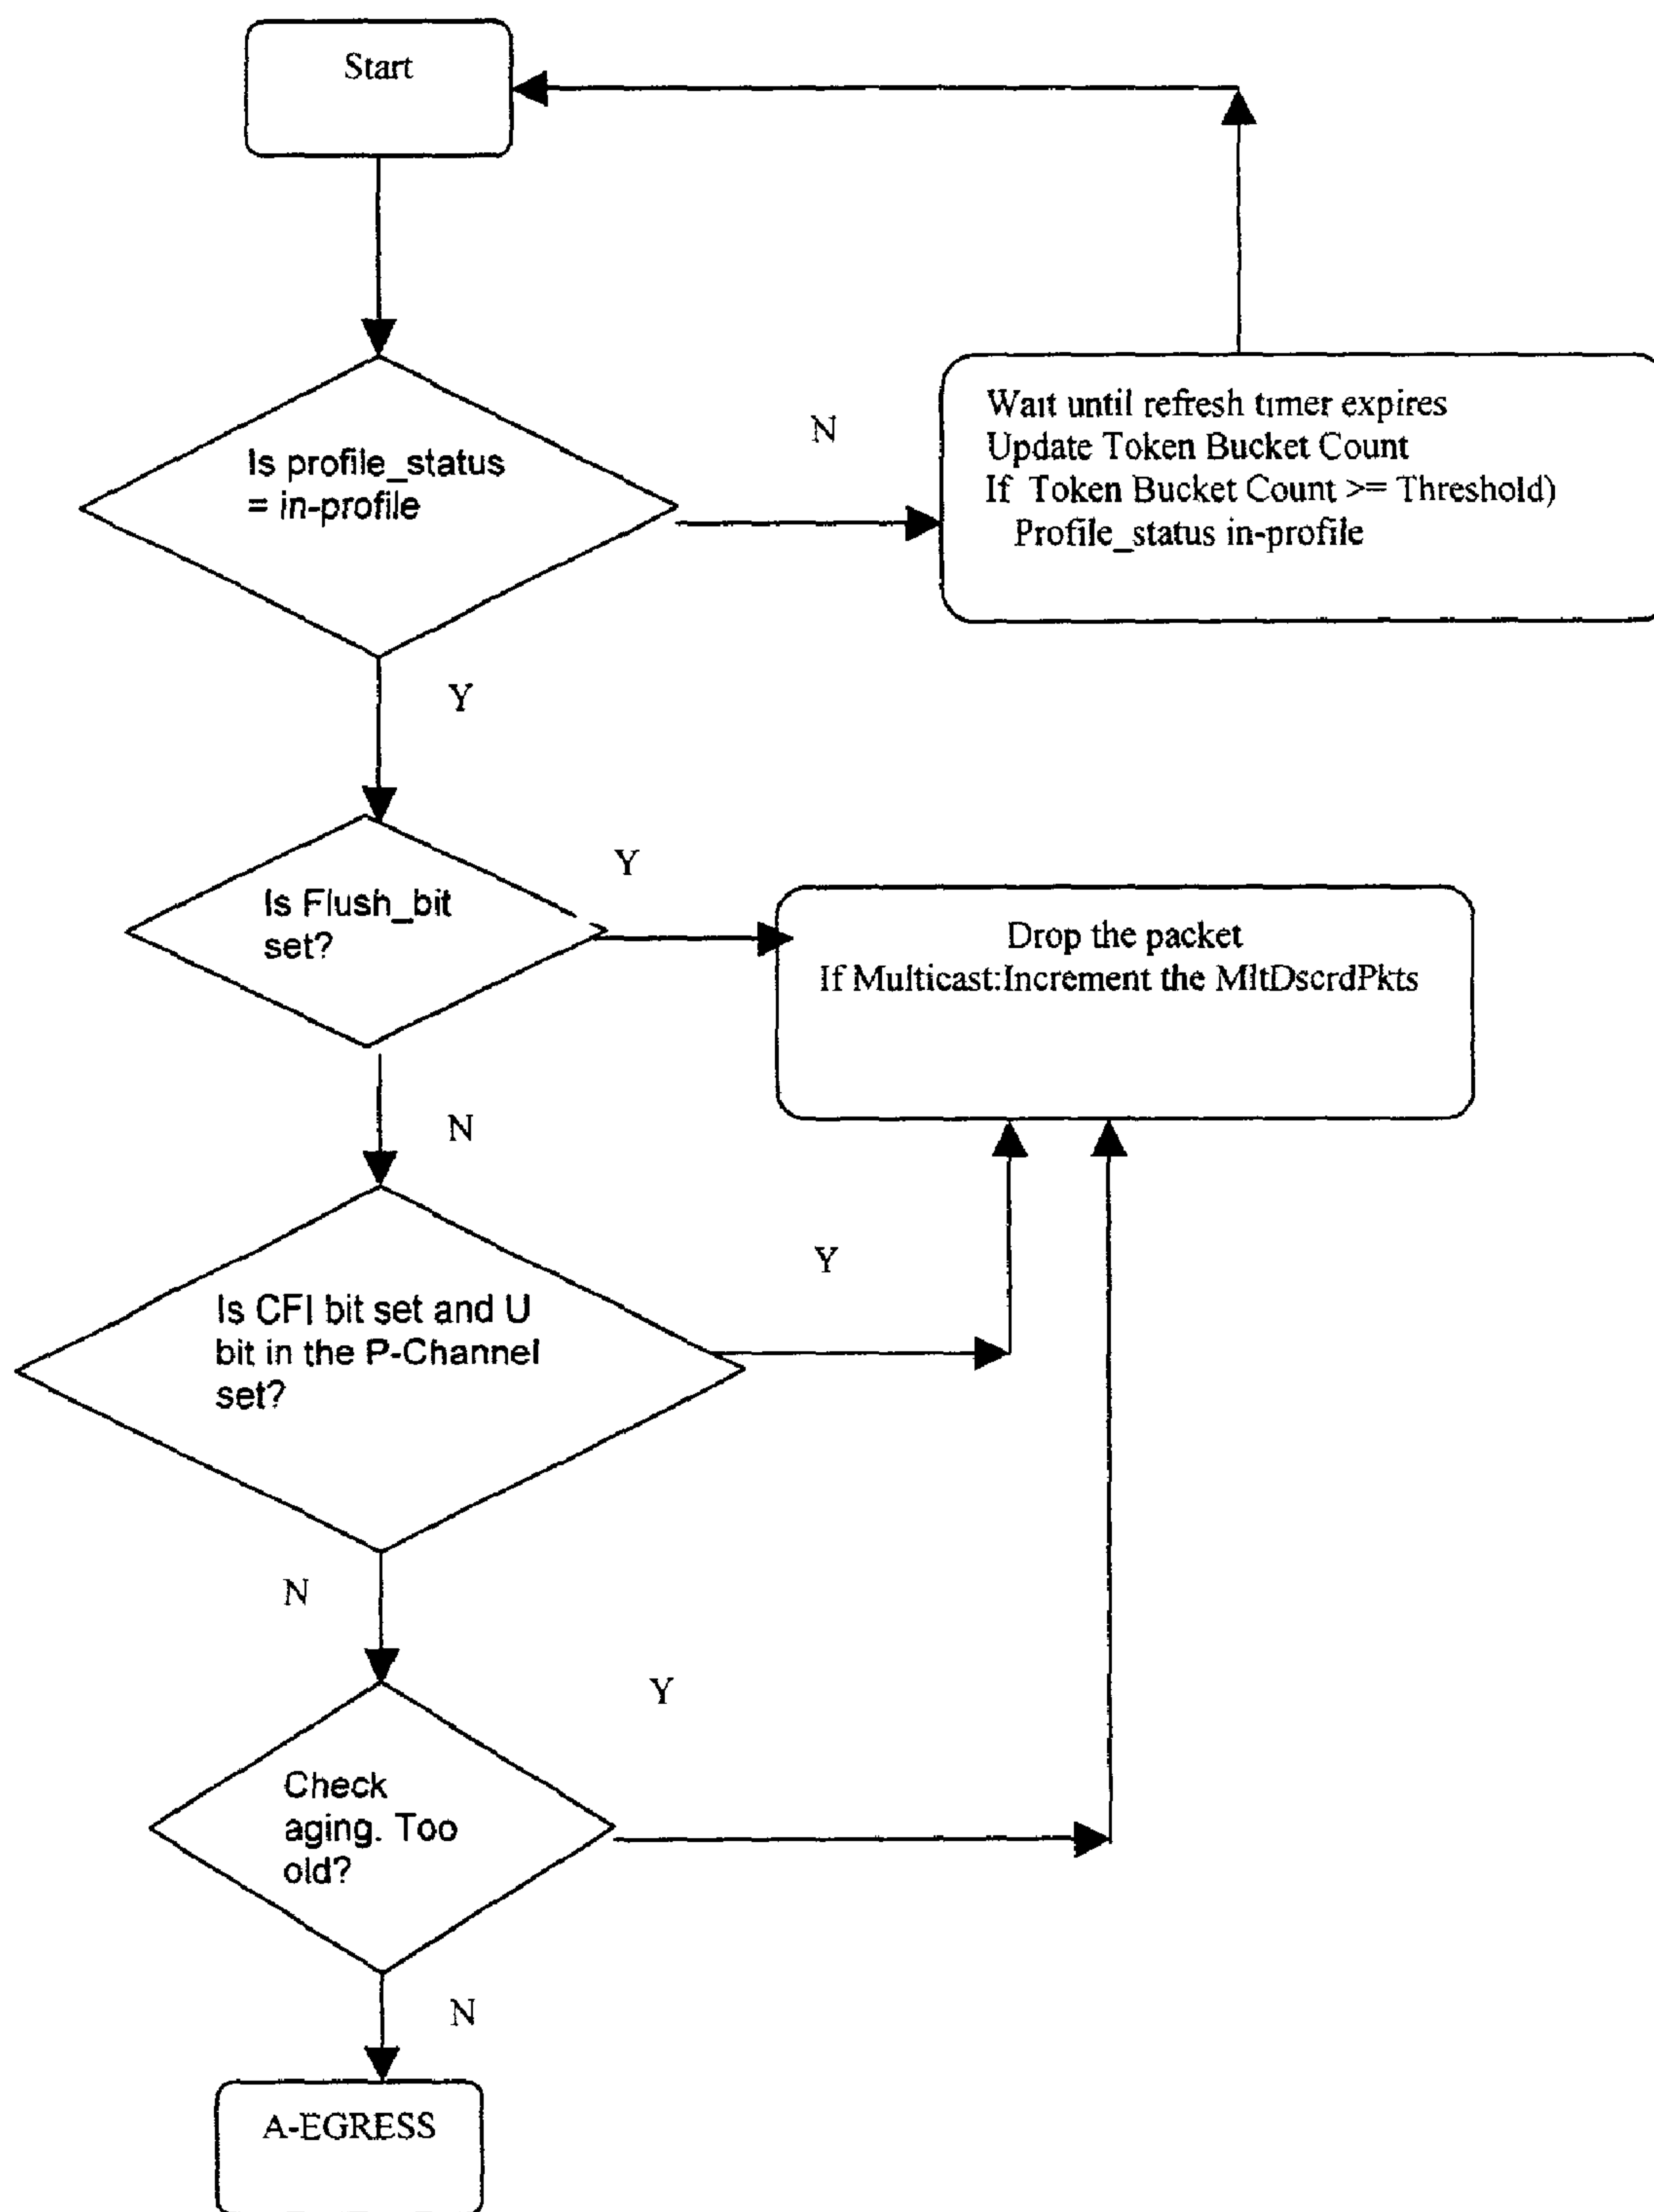 Start
Is profile_status
= in-profile
N
Wait until refresh timer expires
Update Token Bucket Count
If Token Bucket Count >= Threshold)
Profile_status in-profile
Y
Is Flush_bit
set?
Y
Drop the packet
If Multicast:Increment the MltDscrdPkts
N
Is CFI bit set and U
bit in the P-Channel
set?
Y
N
Check
aging. Too
old?
Y
N
A-EGRESS